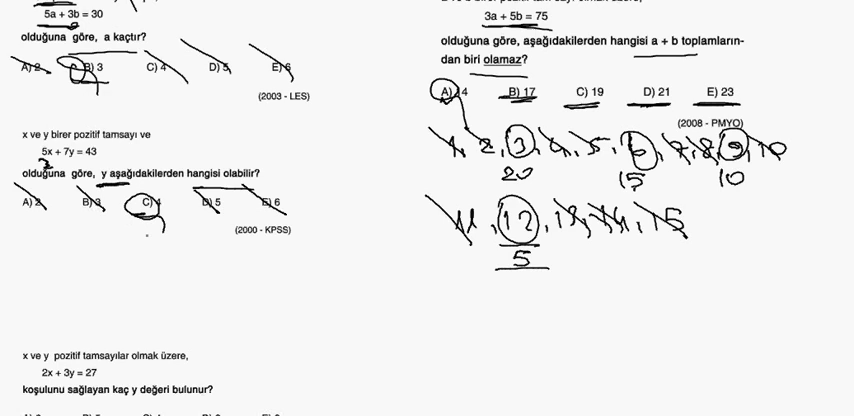 5a + 3b = 30
olduğuna göre, a kaçtır?
A) 2 B) 3 C) 4 D) 5 E) 6
(2003 - LES)
x ve y birer pozitif tamsayı ve
5x + 7y = 43
olduğuna göre, y aşağıdakilerden hangisi olabilir?
A) 2 B) 3 C) 4 D) 5 E) 6
(2000 - KPSS)
x ve y pozitif tamsayılar olmak üzere,
2x + 3y = 27
koşulunu sağlayan kaç y değeri bulunur?
3a + 5b = 75
olduğuna göre, aşağıdakilerden hangisi a + b toplamların-
dan biri olamaz?
A) 14 B) 17 C) 19 D) 21 E) 23
(2008 - PMYO)
1, 2, 3, 4, 5, 6, 7, 8, 9, 10
20 15 10
11, 12, 13, 14, 15
5